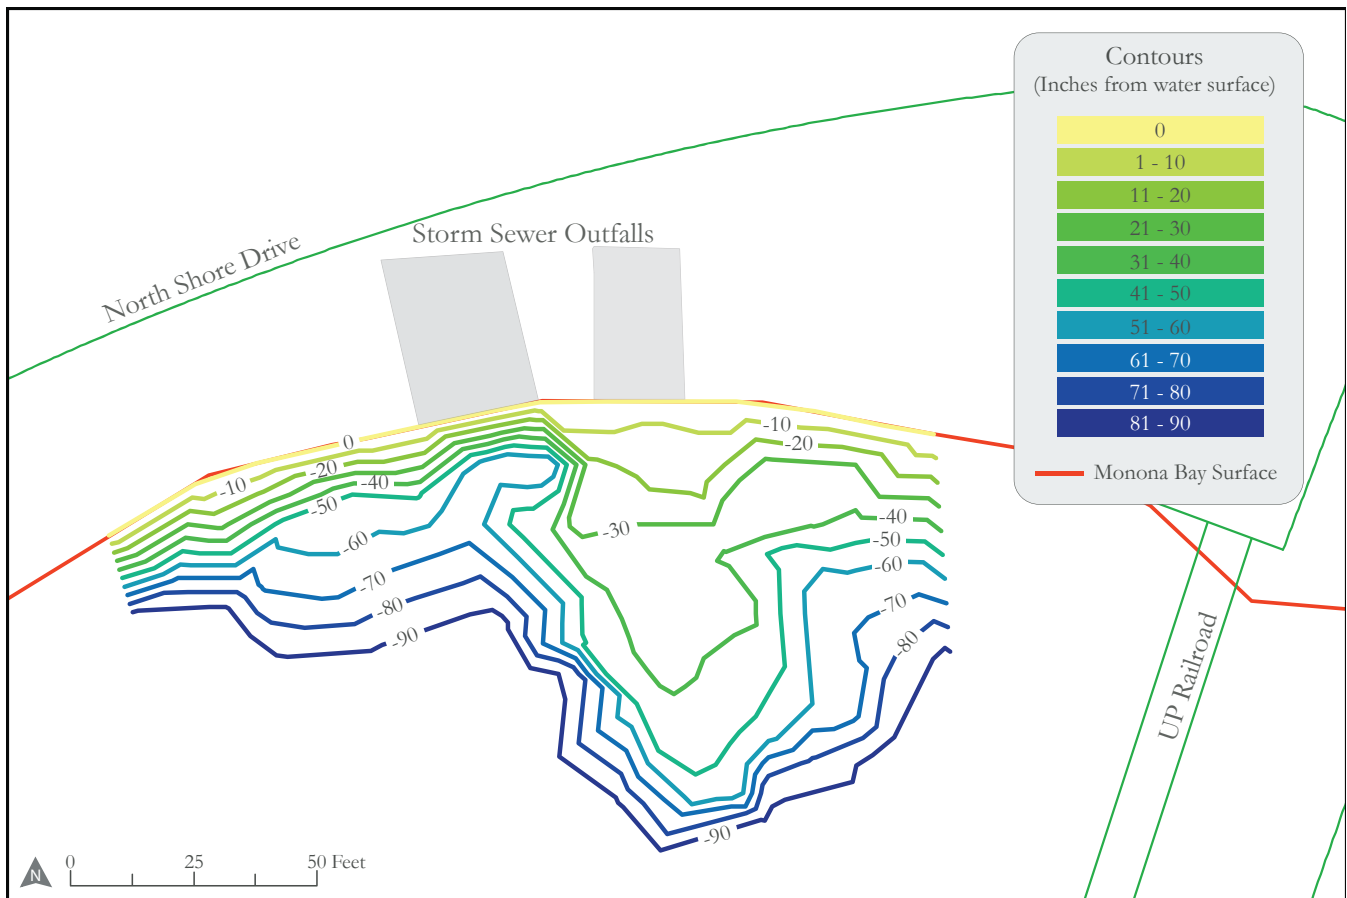 Contours
(Inches from water surface)
0
1 - 10
11 - 20
21 - 30
31 - 40
41 - 50
51 - 60
61 - 70
71 - 80
81 - 90
Monona Bay Surface
North Shore Drive
Storm Sewer Outfalls
0
-10
-20
-40
-50
-60
-70
-80
-90
-10
-20
-30
-40
-50
-60
-70
-80
-90
UP Railroad
N
0
25
50 Feet